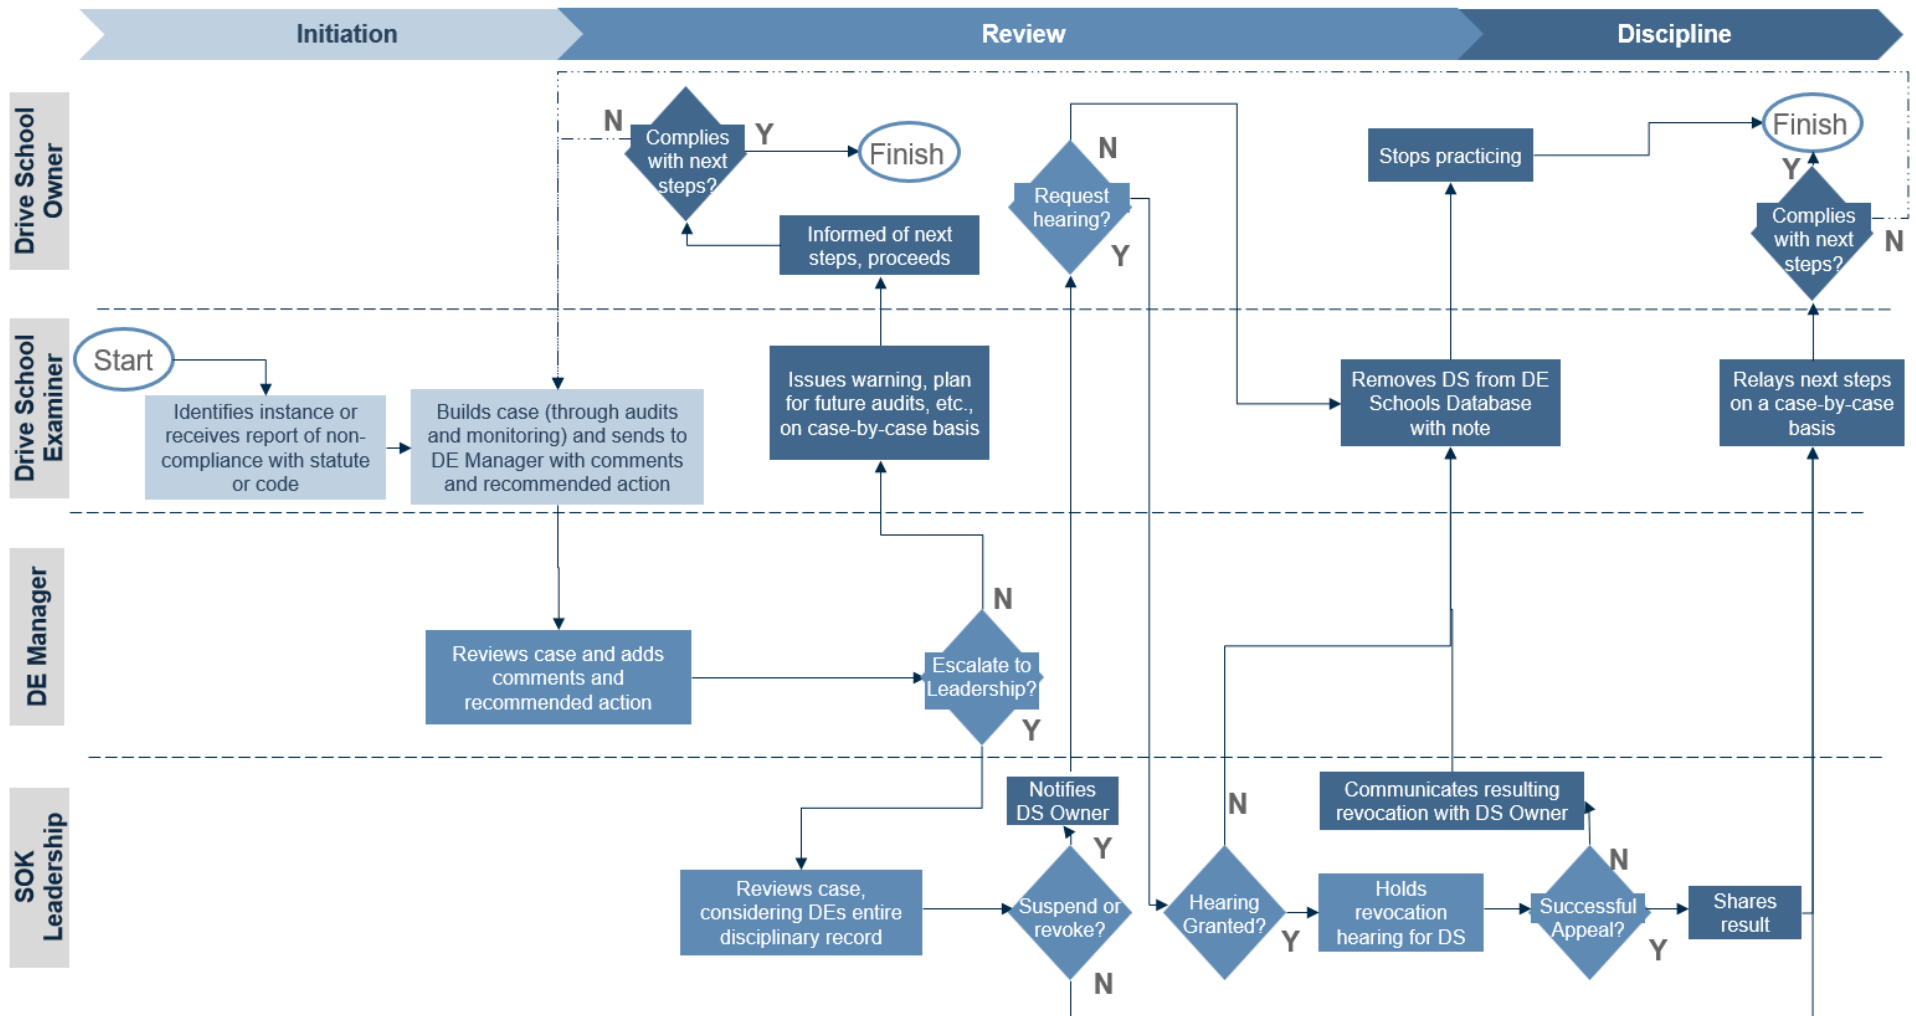 Initiation
Review
Discipline
Drive School
Owner
N
Complies
with next
steps?
Y
Finish
Informed of next
steps, proceeds
N
Request
hearing?
Y
Stops practicing
Finish
Y
Complies
with next
steps?
N
Drive School
Examiner
Start
Identifies instance or
receives report of non-
compliance with statute
or code
Builds case (through audits
and monitoring) and sends to
DE Manager with comments
and recommended action
Issues warning, plan
for future audits, etc.,
on case-by-case basis
Removes DS from DE
Schools Database
with note
Relays next steps
on a case-by-case
basis
DE Manager
Reviews case and adds
comments and
recommended action
N
Escalate to
Leadership?
Y
SOK
Leadership
Reviews case,
considering DEs entire
disciplinary record
Notifies
DS Owner
Y
Suspend or
revoke?
N
N
Hearing
Granted?
Y
Holds
revocation
hearing for DS
Communicates resulting
revocation with DS Owner
N
Successful
Appeal?
Y
Shares
result